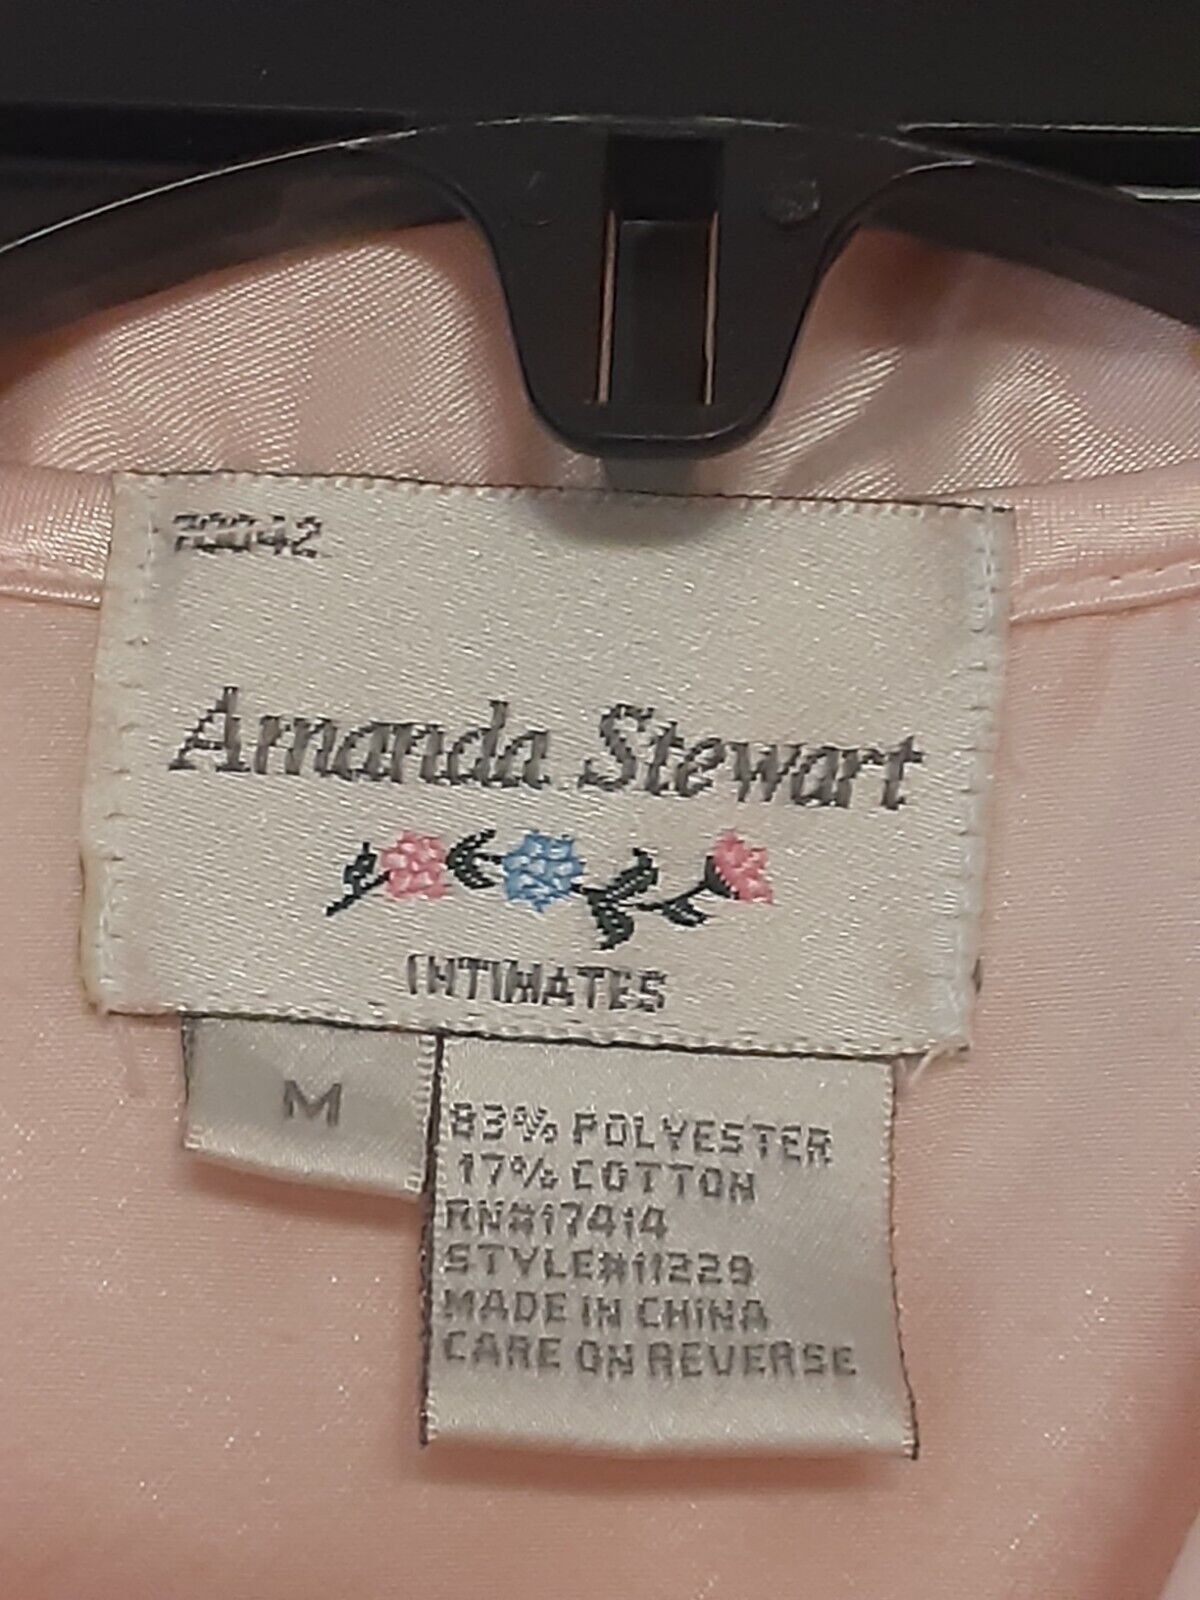 Amanda Stewart
INTIMATES
M
83% POLYESTER
17% COTTON
RN#17414
STYLE#11229
MADE IN CHINA
CARE ON REVERSE